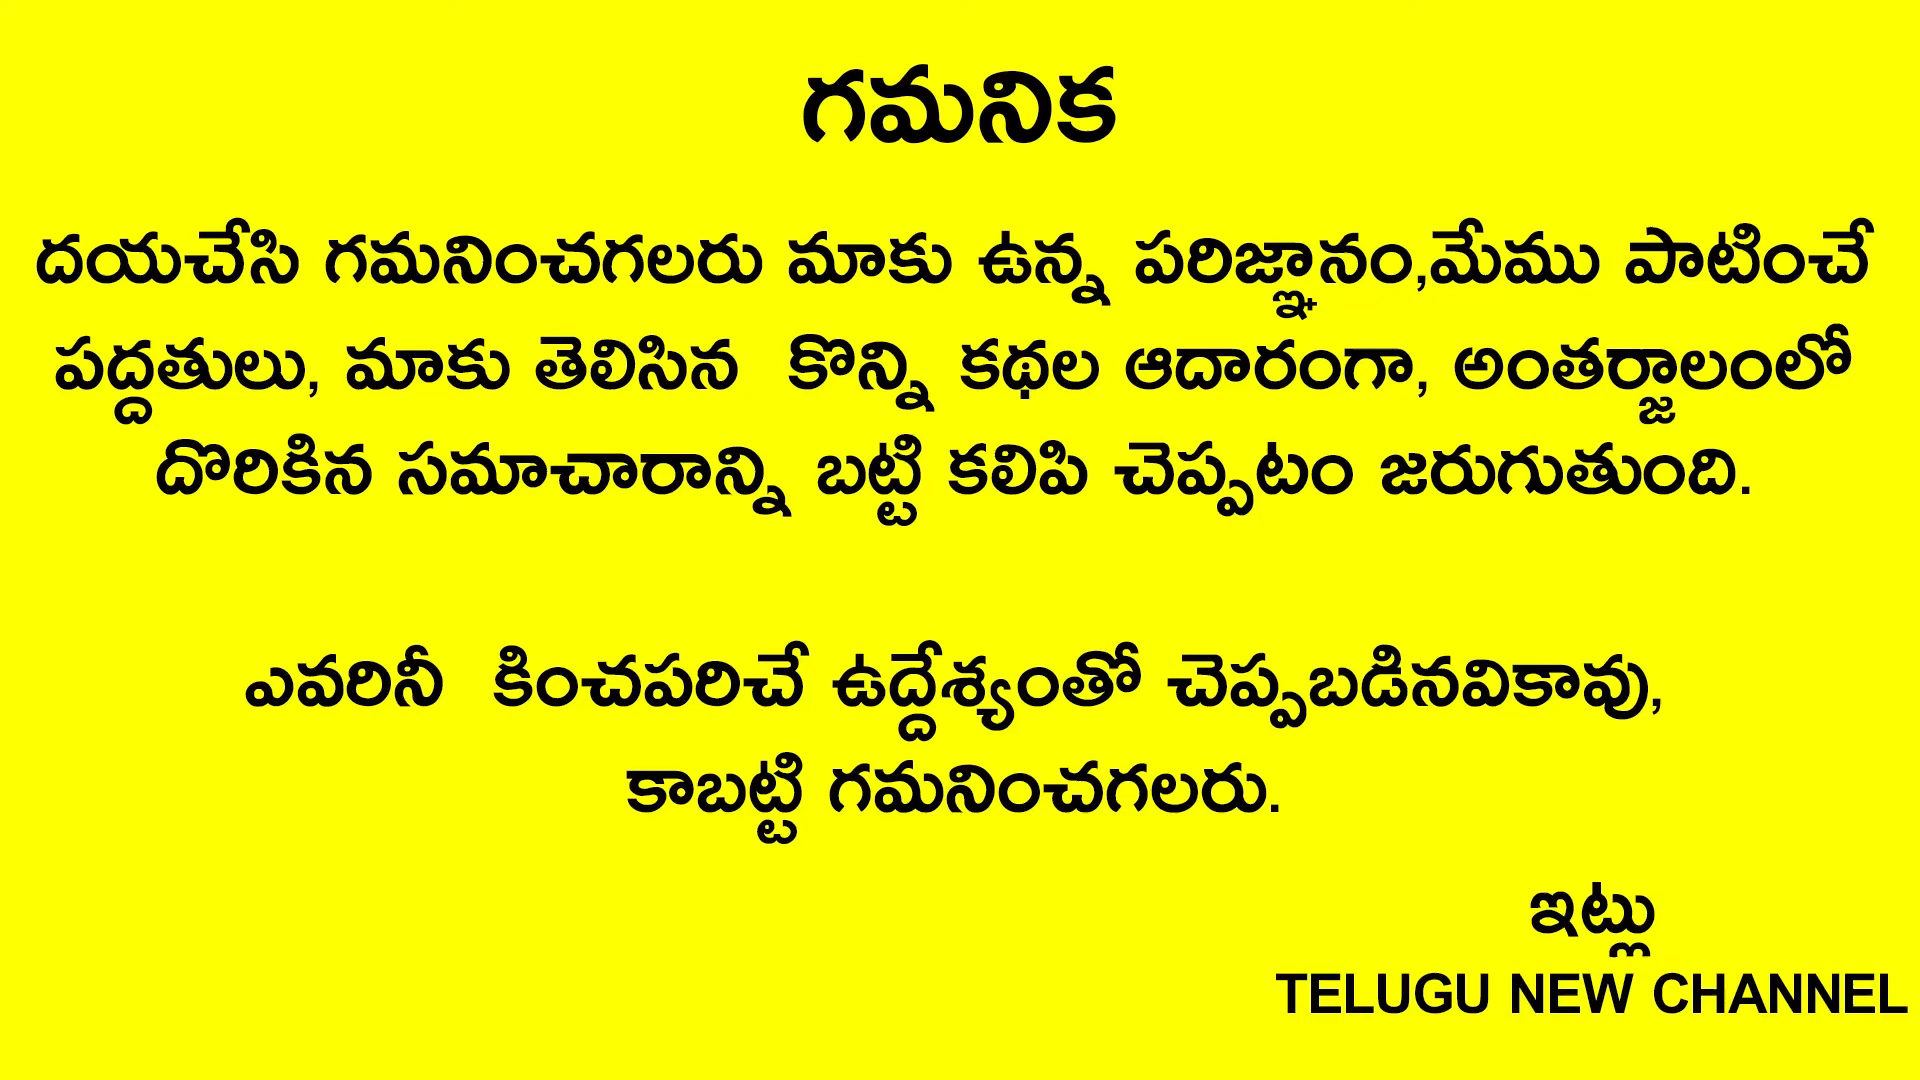 గమనిక
దయచేసి గమనించగలరు మాకు ఉన్న పరిజ్ఞానం,మేము పాటించే
పద్దతులు, మాకు తెలిసిన కొన్ని కథల ఆదారంగా, అంతర్జాలంలో
దొరికిన సమాచారాన్ని బట్టి కలిపి చెప్పటం జరుగుతుంది.
ఎవరినీ కించపరిచే ఉద్దేశ్యంతో చెప్పబడినవికావు,
కాబట్టి గమనించగలరు.
ఇట్లు
TELUGU NEW CHANNEL